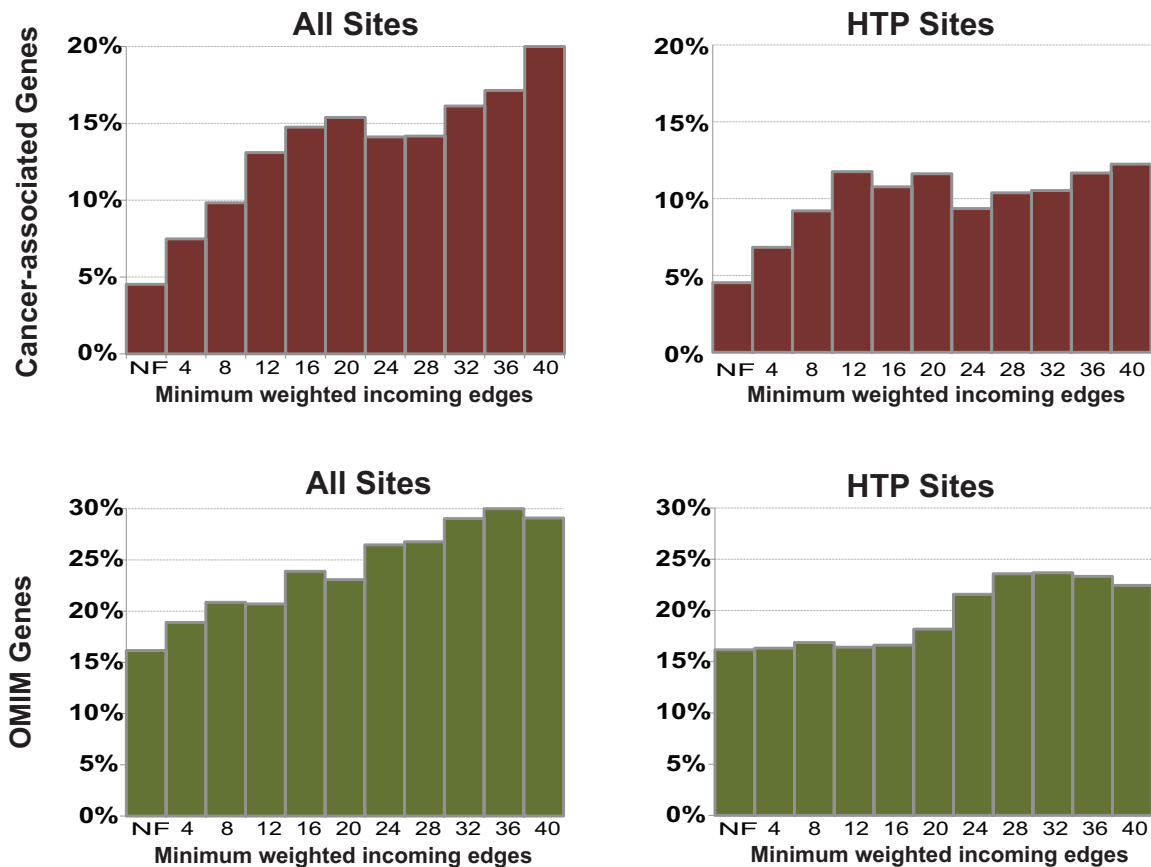 All Sites
Cancer-associated Genes
20%
15%
10%
5%
0%
NF 4 8 12 16 20 24 28 32 36 40
Minimum weighted incoming edges
HTP Sites
20%
15%
10%
5%
0%
NF 4 8 12 16 20 24 28 32 36 40
Minimum weighted incoming edges
All Sites
OMIM Genes
30%
25%
20%
15%
10%
5%
0%
NF 4 8 12 16 20 24 28 32 36 40
Minimum weighted incoming edges
HTP Sites
30%
25%
20%
15%
10%
5%
0%
NF 4 8 12 16 20 24 28 32 36 40
Minimum weighted incoming edges